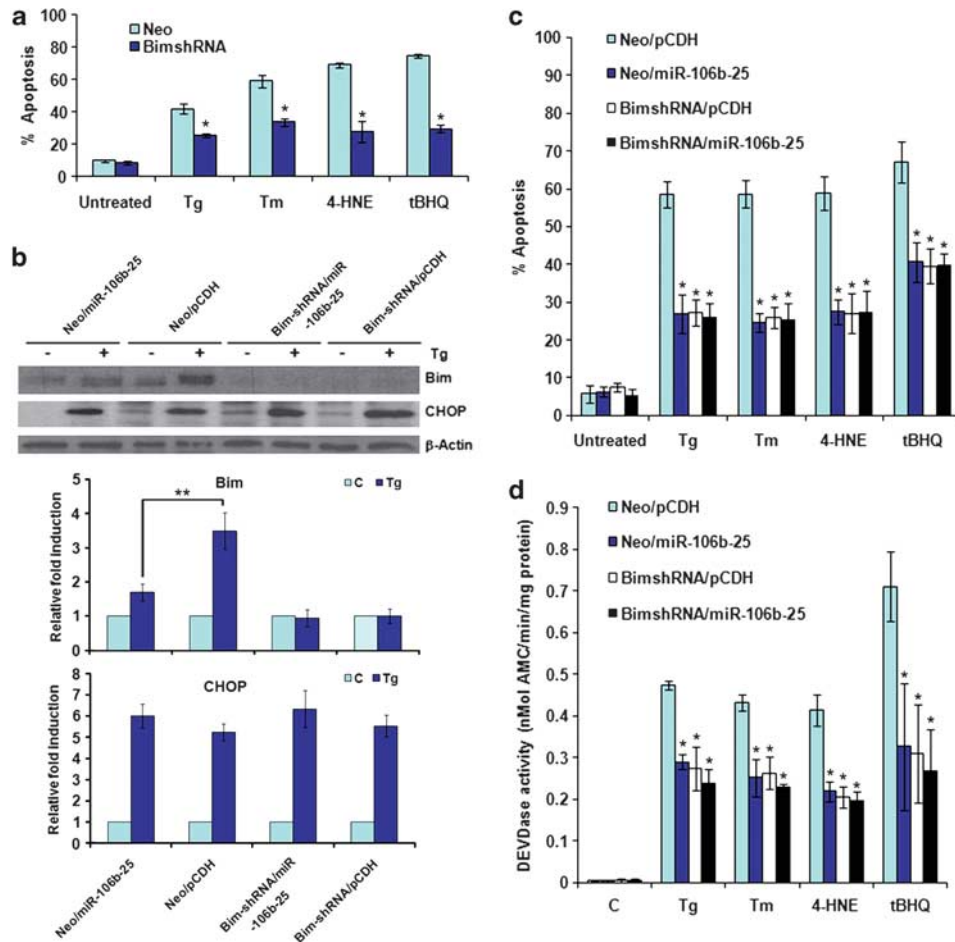 a
Neo
BimshRNA
% Apoptosis
100
80
60
40
20
0
*
*
*
*
Untreated
Tg
Tm
4-HNE
tBHQ
b
Neo/miR-106b-25
Neo/pCDH
Bim-shRNA/miR
-106b-25
Bim-shRNA/pCDH
- + - + - + - + Tg
Bim
CHOP
β-Actin
Bim
C
Tg
**
Relative fold induction
5
4
3
2
1
0
CHOP
C
Tg
Relative fold induction
8
7
6
5
4
3
2
1
0
Neo/miR-106b-25
Neo/pCDH
Bim-shRNA/miR
-106b-25
Bim-shRNA/pCDH
c
Neo/pCDH
Neo/miR-106b-25
BimshRNA/pCDH
BimshRNA/miR-106b-25
% Apoptosis
100
90
80
70
60
50
40
30
20
10
0
* * *
* * *
* * *
* * *
Untreated
Tg
Tm
4-HNE
tBHQ
d
Neo/pCDH
Neo/miR-106b-25
BimshRNA/pCDH
BimshRNA/miR-106b-25
DEVDase activity (nMol AMC/min/mg protein)
0.9
0.8
0.7
0.6
0.5
0.4
0.3
0.2
0.1
0
* * *
* * *
* * *
* * *
C
Tg
Tm
4-HNE
tBHQ